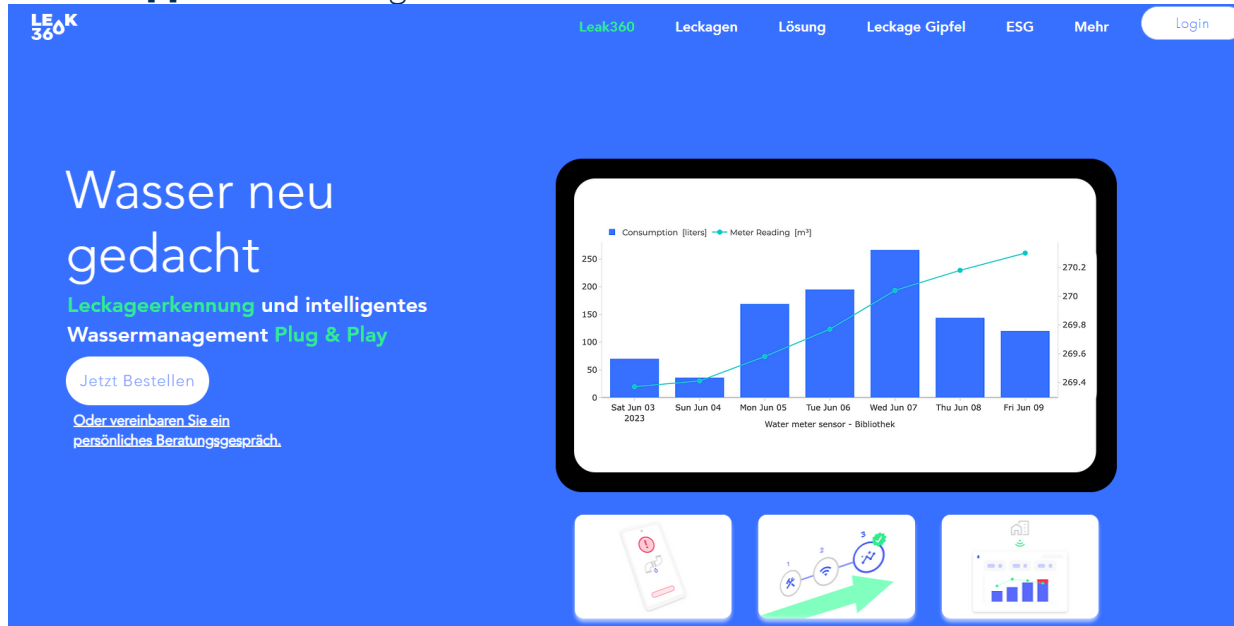 LEAK
360
Leak360 Leckagen Lösung Leckage Gipfel ESG Mehr Login
Wasser neu
gedacht
Leckageerkennung und intelligentes
Wassermanagement Plug & Play
Jetzt Bestellen
Oder vereinbaren Sie ein
persönliches Beratungsgespräch.
Consumption [liters] Meter Reading [m³]
250
200
150
100
50
0
270.2
270
269.8
269.6
269.4
Sat Jun 03 Sun Jun 04 Mon Jun 05 Tue Jun 06 Wed Jun 07 Thu Jun 08 Fri Jun 09
2023
Water meter sensor - Bibliothek
1 2 3